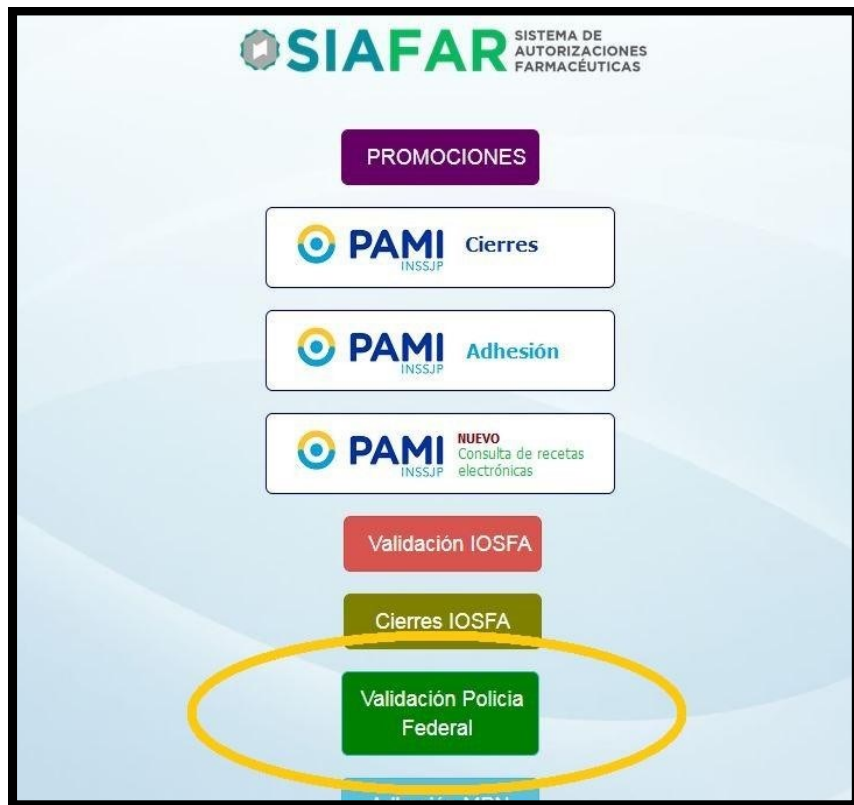 SIAFAR
SISTEMA DE
AUTORIZACIONES
FARMACÉUTICAS
PROMOCIONES
PAMI
INSSJP
Cierres
PAMI
INSSJP
Adhesión
PAMI
INSSJP
NUEVO
Consulta de recetas
electrónicas
Validación IOSFA
Cierres IOSFA
Validación Policia
Federal